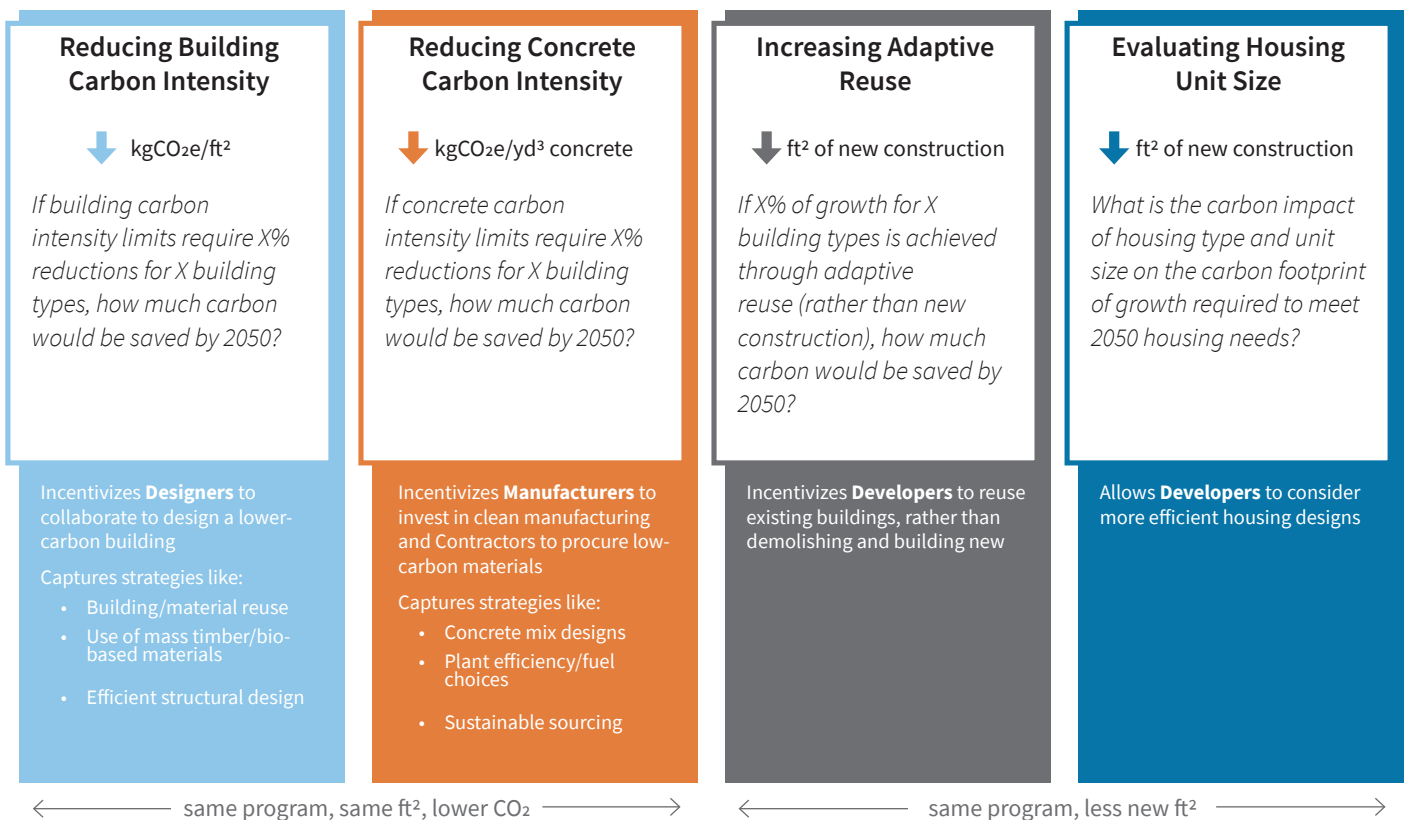 Reducing Building
Carbon Intensity
kgCO₂e/ft²
If building carbon
intensity limits require X%
reductions for X building
types, how much carbon
would be saved by 2050?
Incentivizes Designers to
collaborate to design a lower-
carbon building
Captures strategies like:
• Building/material reuse
• Use of mass timber/bio-
based materials
• Efficient structural design
Reducing Concrete
Carbon Intensity
kgCO₂e/yd³ concrete
If concrete carbon
intensity limits require X%
reductions for X building
types, how much carbon
would be saved by 2050?
Incentivizes Manufacturers to
invest in clean manufacturing
and Contractors to procure low-
carbon materials
Captures strategies like:
• Concrete mix designs
• Plant efficiency/fuel
choices
• Sustainable sourcing
Increasing Adaptive
Reuse
ft² of new construction
If X% of growth for X
building types is achieved
through adaptive
reuse (rather than new
construction), how much
carbon would be saved by
2050?
Incentivizes Developers to reuse
existing buildings, rather than
demolishing and building new
Evaluating Housing
Unit Size
ft² of new construction
What is the carbon impact
of housing type and unit
size on the carbon footprint
of growth required to meet
2050 housing needs?
Allows Developers to consider
more efficient housing designs
same program, same ft², lower CO₂
same program, less new ft²